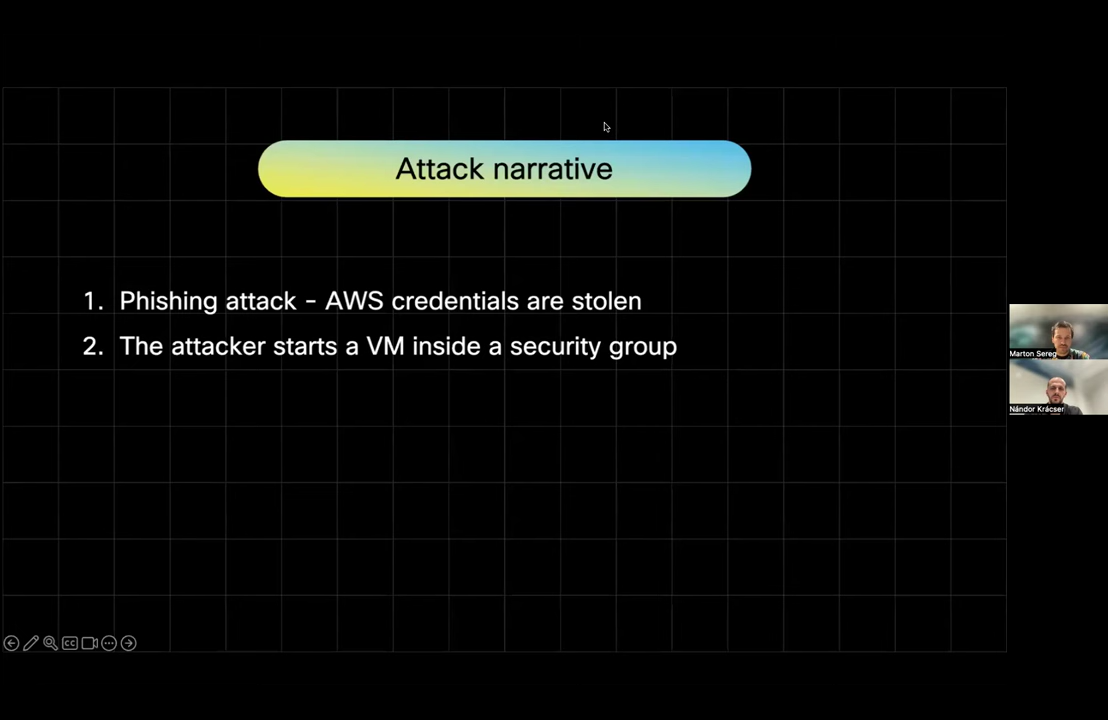 Attack narrative
1. Phishing attack - AWS credentials are stolen
2. The attacker starts a VM inside a security group
Marton Sereg
Nándor Krácser
CC